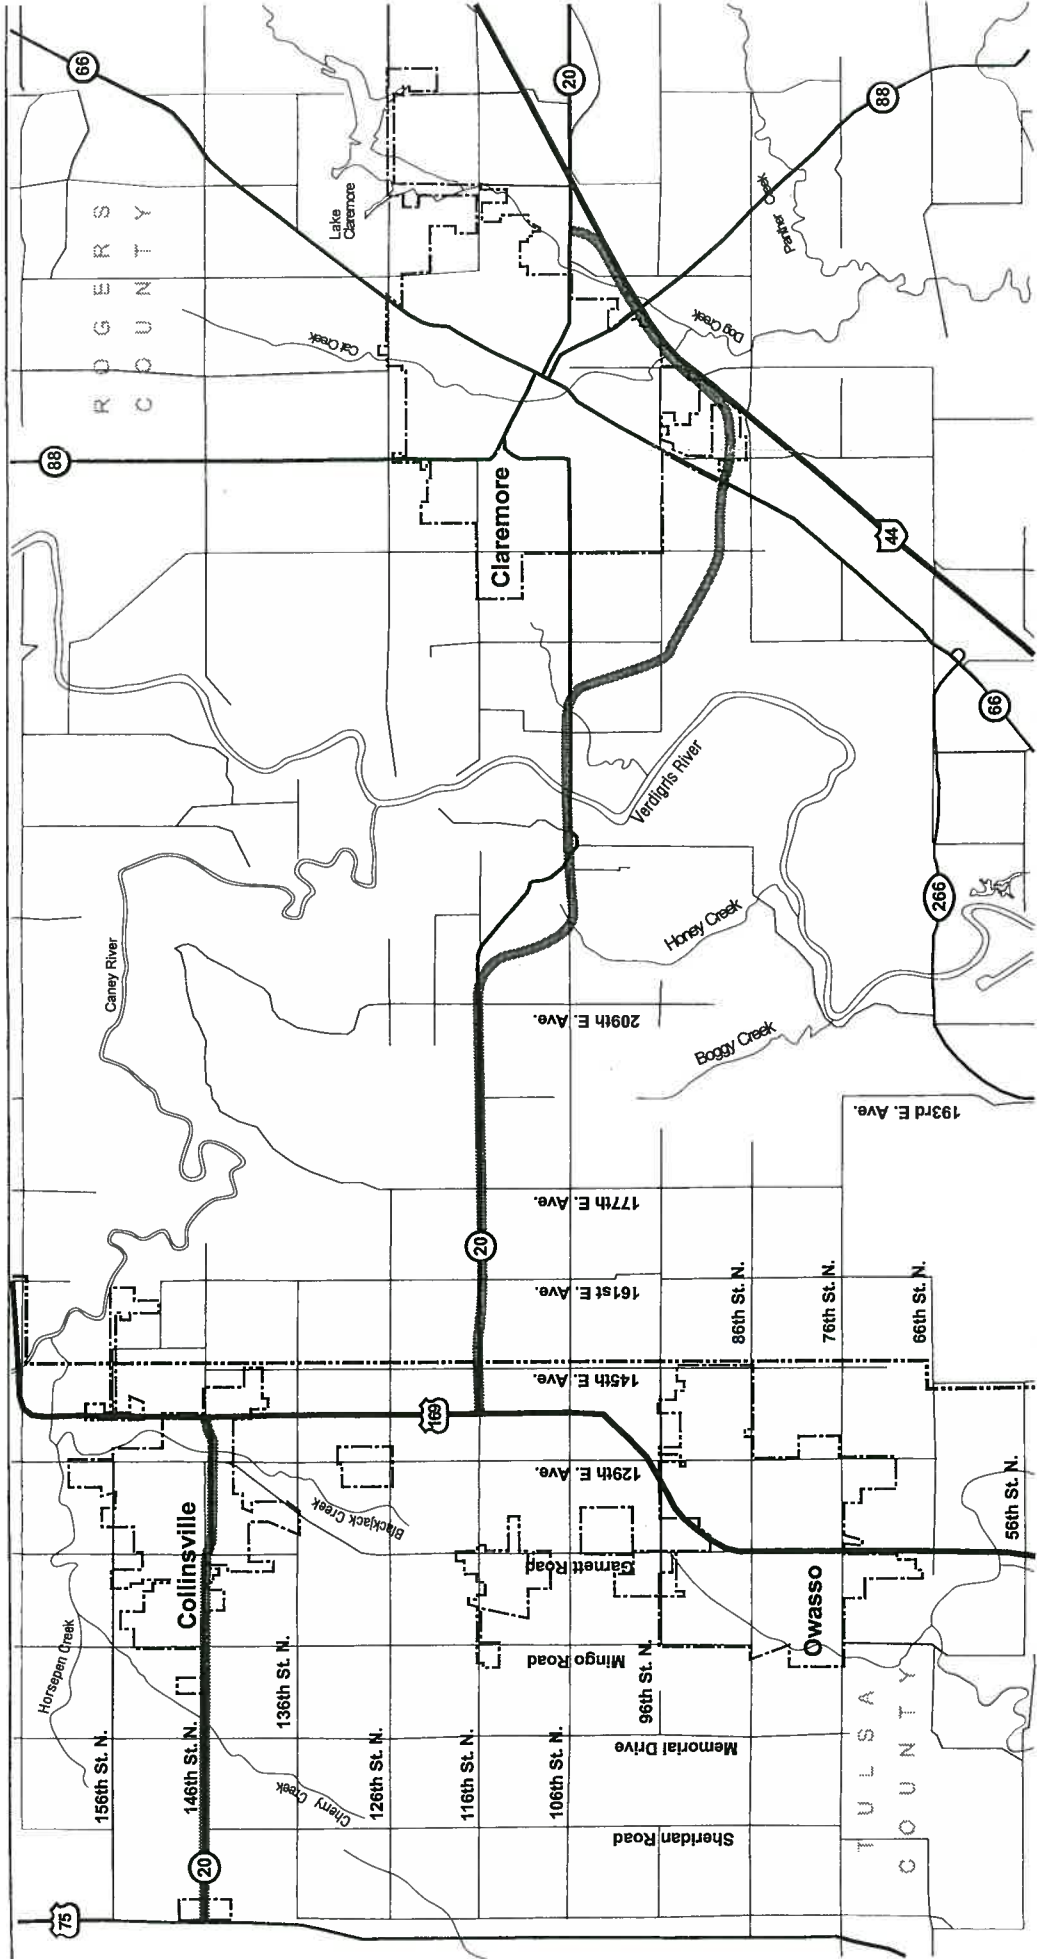 66
20
88
ROGERS
COUNTY
Lake
Claremore
Cat Creek
Dog Creek
Panther Creek
88
Claremore
44
66
266
Verdigris River
Caney River
Honey Creek
Boggy Creek
209th E. Ave.
193rd E. Ave.
177th E. Ave.
20
161st E. Ave.
86th St. N.
76th St. N.
66th St. N.
145th E. Ave.
169
129th E. Ave.
56th St. N.
Collinsville
Blackjack Creek
Garnett Road
Owasso
Horsepen Creek
Mingo Road
136th St. N.
96th St. N.
156th St. N.
146th St. N.
126th St. N.
116th St. N.
106th St. N.
Memorial Drive
TULSA
COUNTY
Cherry Creek
Sheridan Road
20
75